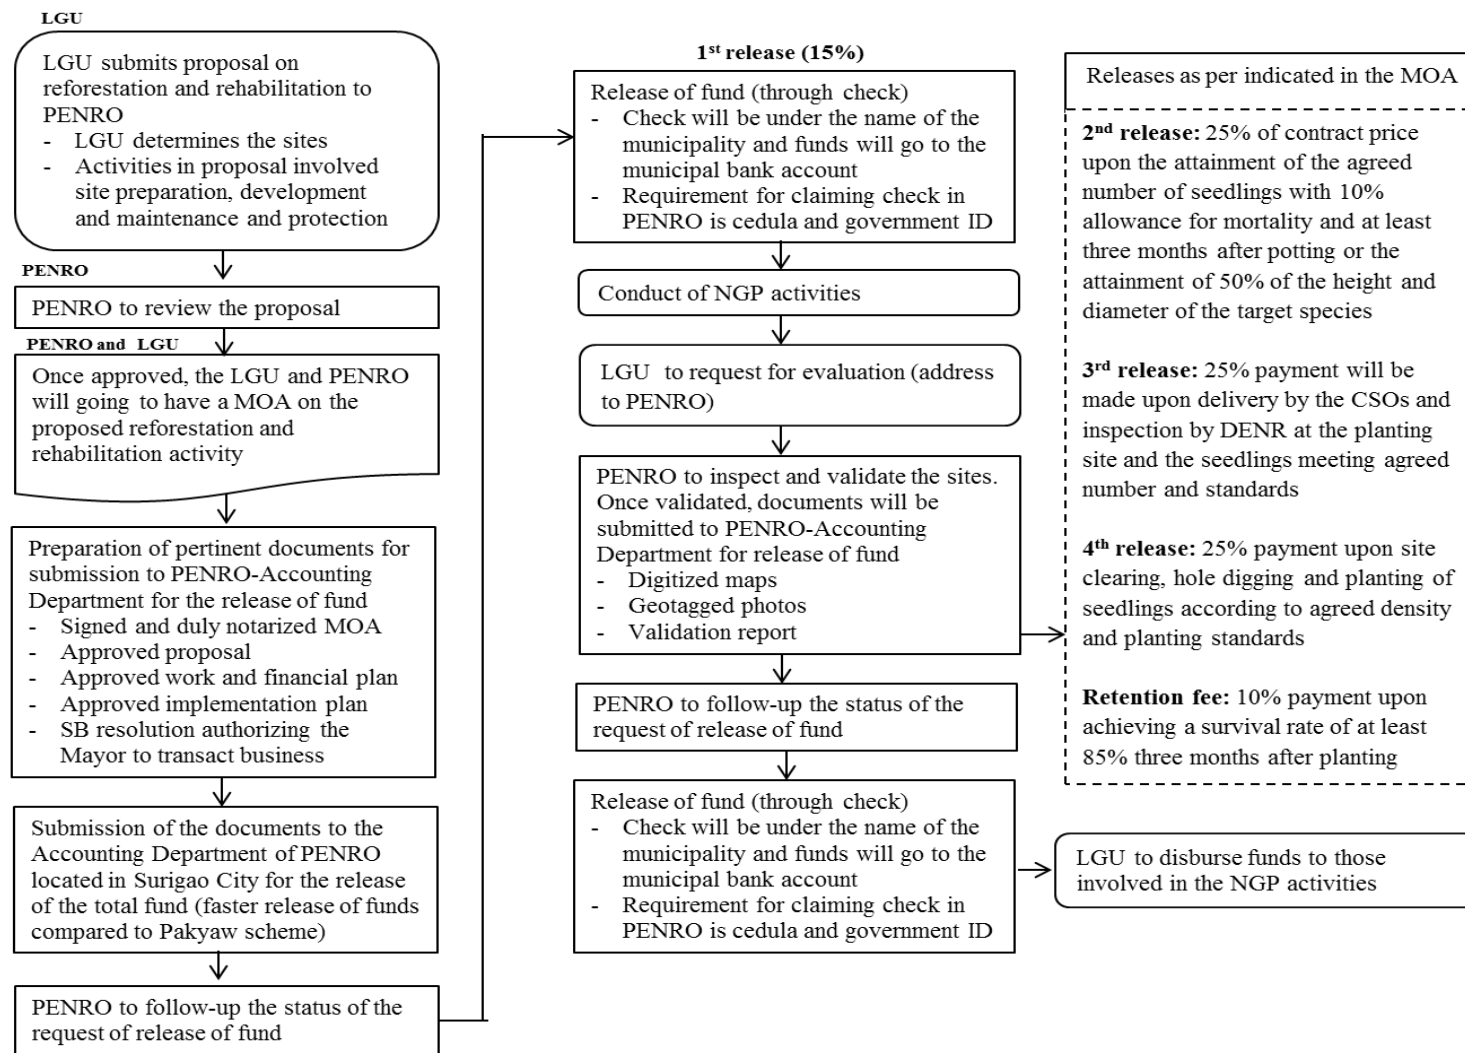 LGU
LGU submits proposal on
reforestation and rehabilitation to
PENRO
- LGU determines the sites
- Activities in proposal involved
site preparation, development
and maintenance and protection
PENRO
PENRO to review the proposal
PENRO and LGU
Once approved, the LGU and PENRO
will going to have a MOA on the
proposed reforestation and
rehabilitation activity
Preparation of pertinent documents for
submission to PENRO-Accounting
Department for the release of fund
- Signed and duly notarized MOA
- Approved proposal
- Approved work and financial plan
- Approved implementation plan
- SB resolution authorizing the
Mayor to transact business
Submission of the documents to the
Accounting Department of PENRO
located in Surigao City for the release
of the total fund (faster release of funds
compared to Pakyaw scheme)
PENRO to follow-up the status of the
request of release of fund
1st release (15%)
Release of fund (through check)
- Check will be under the name of the
municipality and funds will go to the
municipal bank account
- Requirement for claiming check in
PENRO is cedula and government ID
Conduct of NGP activities
LGU to request for evaluation (address
to PENRO)
PENRO to inspect and validate the sites.
Once validated, documents will be
submitted to PENRO-Accounting
Department for release of fund
- Digitized maps
- Geotagged photos
- Validation report
PENRO to follow-up the status of the
request of release of fund
Release of fund (through check)
- Check will be under the name of the
municipality and funds will go to the
municipal bank account
- Requirement for claiming check in
PENRO is cedula and government ID
Releases as per indicated in the MOA
2nd release: 25% of contract price
upon the attainment of the agreed
number of seedlings with 10%
allowance for mortality and at least
three months after potting or the
attainment of 50% of the height and
diameter of the target species
3rd release: 25% payment will be
made upon delivery by the CSOs and
inspection by DENR at the planting
site and the seedlings meeting agreed
number and standards
4th release: 25% payment upon site
clearing, hole digging and planting of
seedlings according to agreed density
and planting standards
Retention fee: 10% payment upon
achieving a survival rate of at least
85% three months after planting
LGU to disburse funds to those
involved in the NGP activities